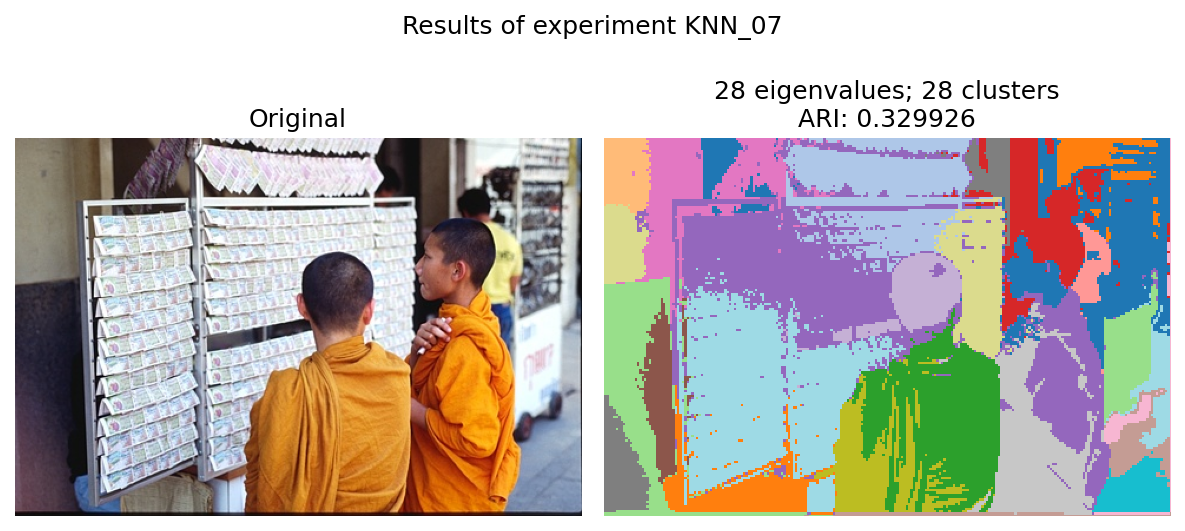 Results of experiment KNN_07
Original
28 eigenvalues; 28 clusters
ARI: 0.329926